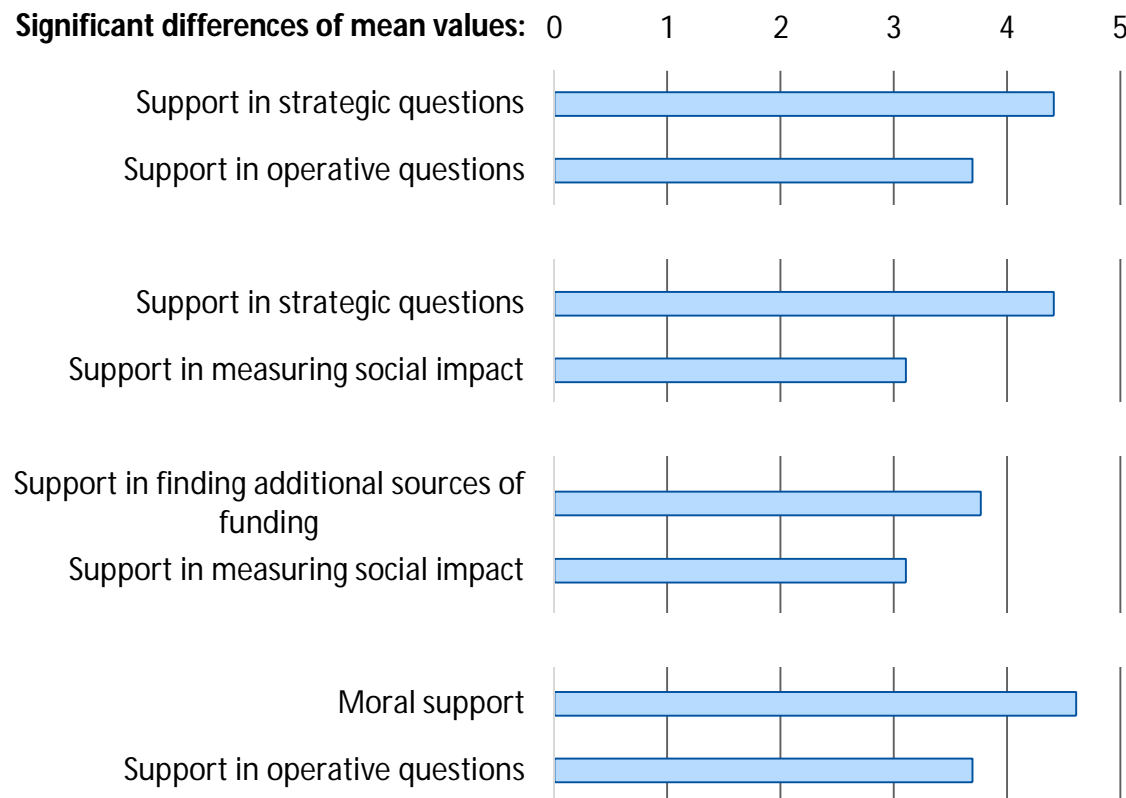 Significant differences of mean values: 0 1 2 3 4 5
Support in strategic questions
Support in operative questions
Support in strategic questions
Support in measuring social impact
Support in finding additional sources of
funding
Support in measuring social impact
Moral support
Support in operative questions